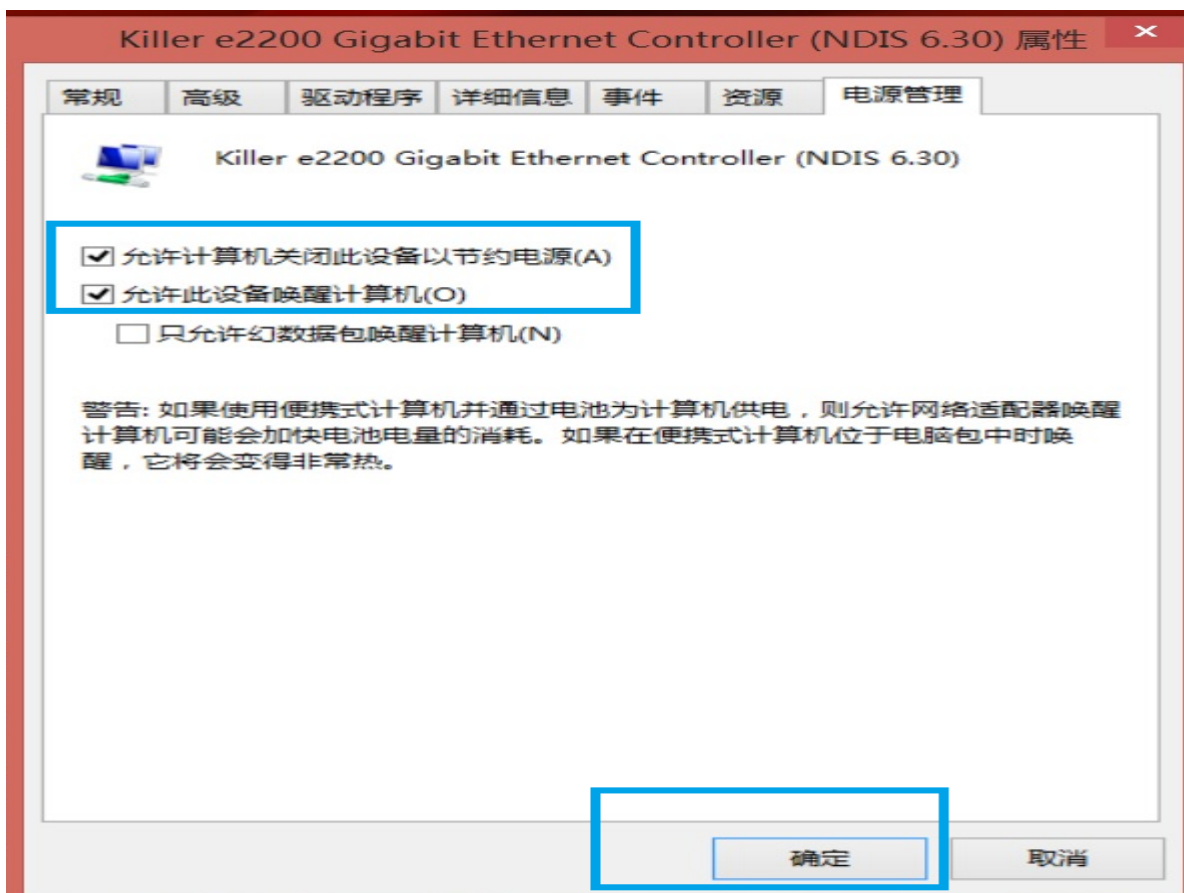 Killer e2200 Gigabit Ethernet Controller (NDIS 6.30) 属性
常规 高级 驱动程序 详细信息 事件 资源 电源管理
Killer e2200 Gigabit Ethernet Controller (NDIS 6.30)
允许计算机关闭此设备以节约电源(A)
允许此设备唤醒计算机(O)
只允许幻数据包唤醒计算机(N)
警告: 如果使用便携式计算机并通过电池为计算机供电，则允许网络适配器唤醒
计算机可能会加快电池电量的消耗。如果在便携式计算机位于电脑包中时唤
醒，它将会变得非常热。
确定 取消